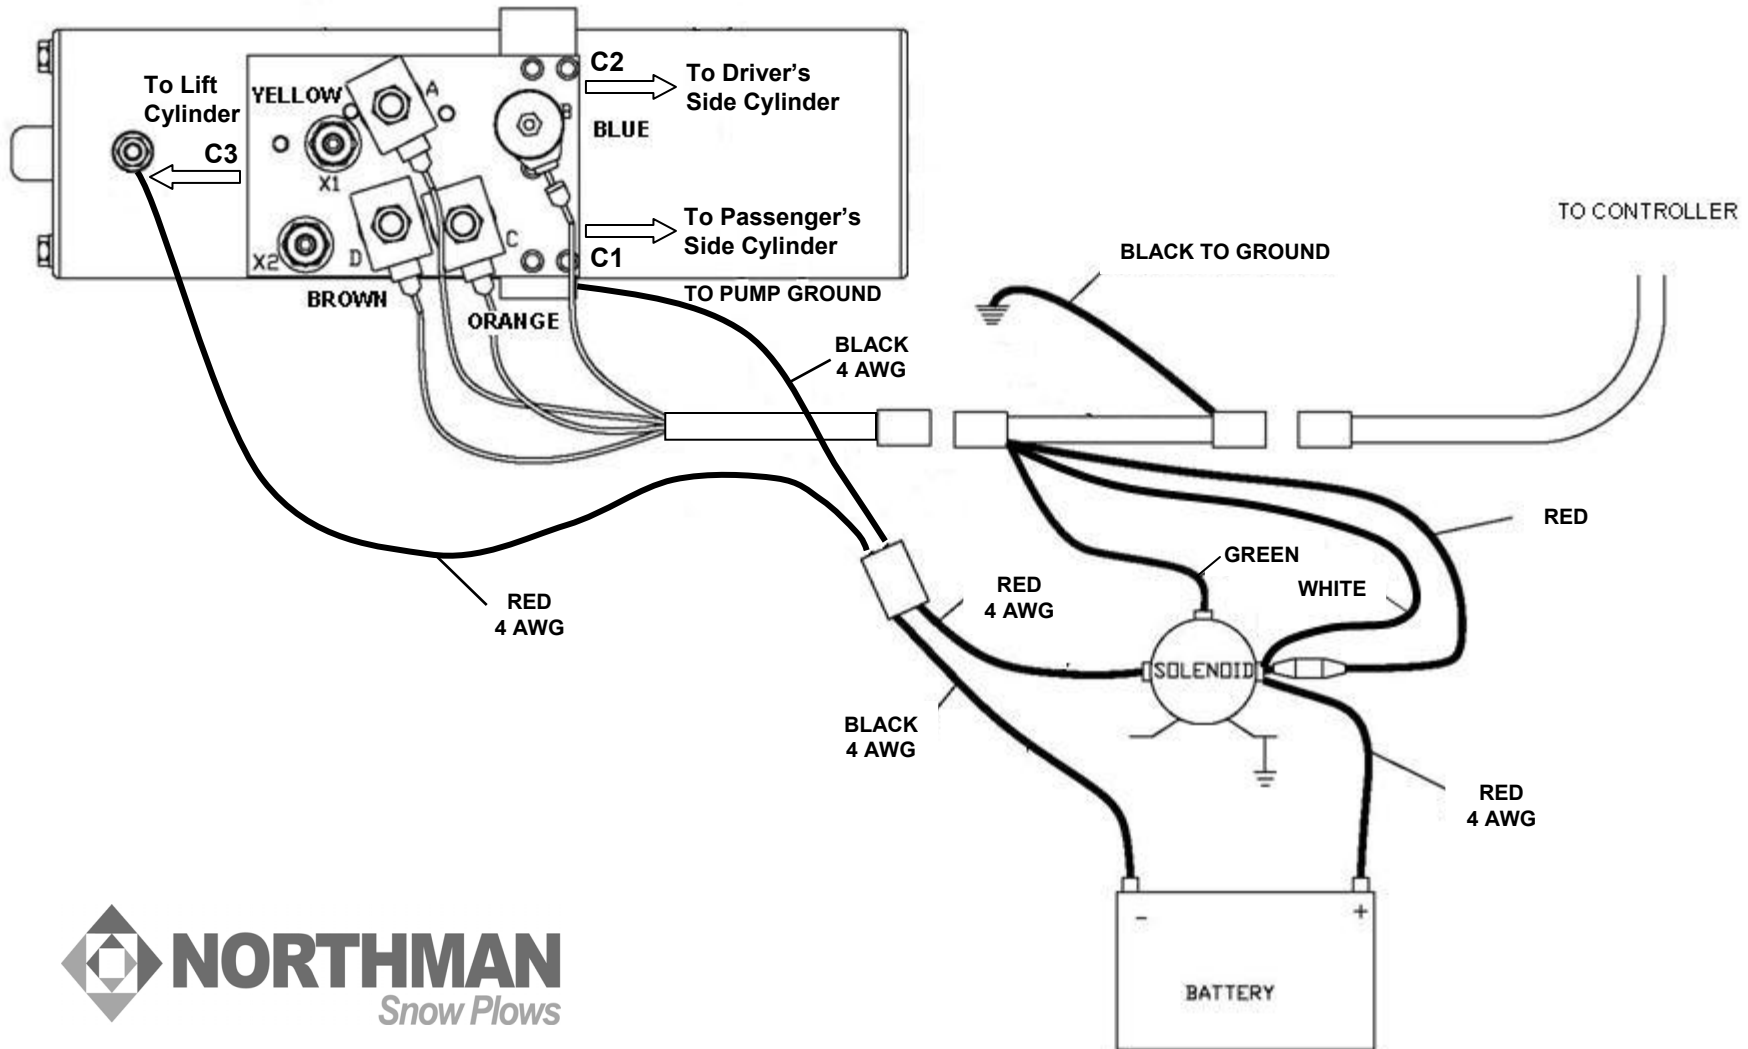 To Lift
Cylinder
C3
YELLOW
A
C2
To Driver's
Side Cylinder
B
BLUE
X1
X2
D
C
BROWN
ORANGE
To Passenger's
Side Cylinder
C1
TO PUMP GROUND
BLACK
4 AWG
BLACK TO GROUND
TO CONTROLLER
RED
GREEN
WHITE
RED
4 AWG
RED
4 AWG
SOLENOID
BLACK
4 AWG
RED
4 AWG
-
+
BATTERY
NORTHMAN
Snow Plows